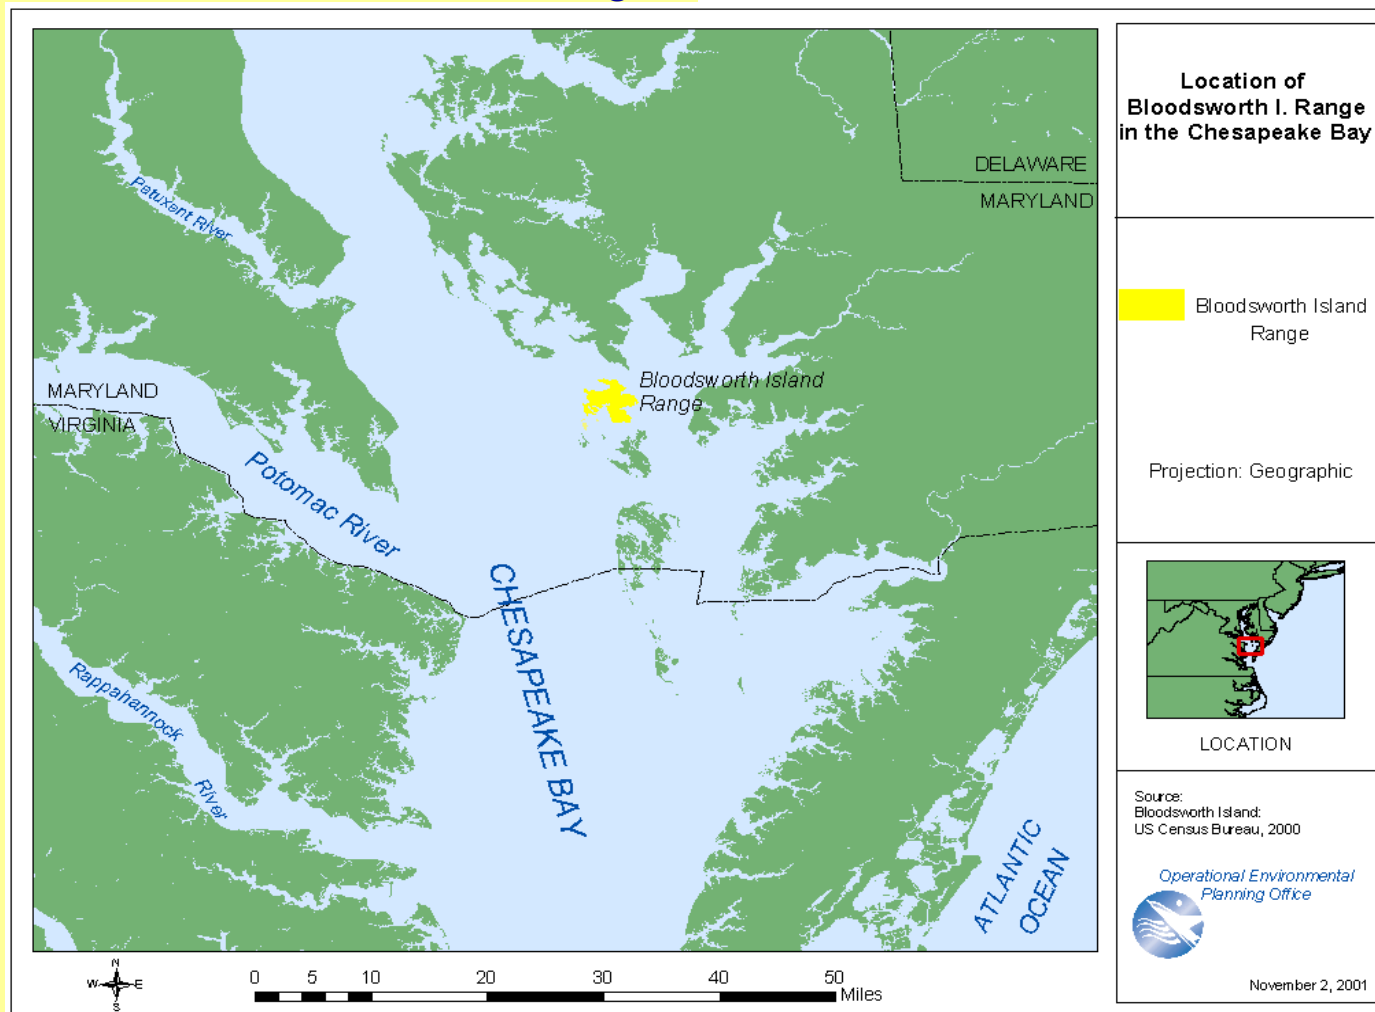 DELAWARE
MARYLAND
Patuxent River
MARYLAND
VIRGINIA
Bloodsworth Island
Range
Potomac River
CHESAPEAKE BAY
Rappahannock
River
ATLANTIC
OCEAN
N
W E
S
0 5 10 20 30 40 50
Miles
Location of
Bloodsworth I. Range
in the Chesapeake Bay
Bloodsworth Island
Range
Projection: Geographic
LOCATION
Source:
Bloodsworth Island:
US Census Bureau, 2000
Operational Environmental
Planning Office
November 2, 2001